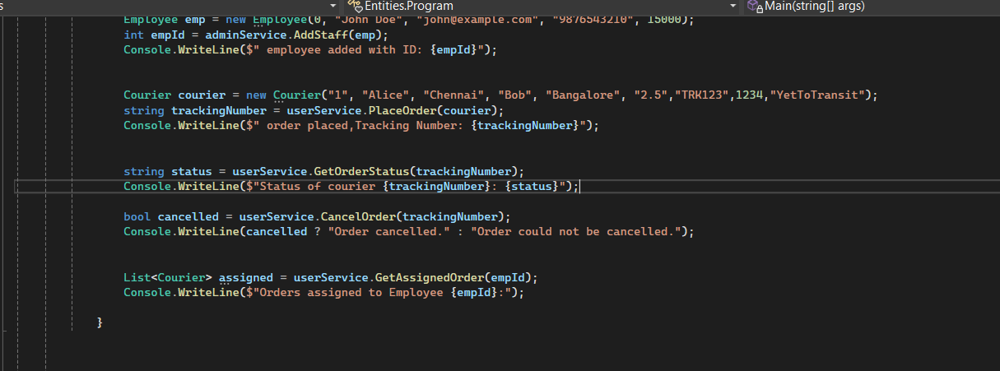 s
Entities.Program
Main(string[] args)
Employee emp = new Employee(0, "John Doe", "john@example.com", "9876543210", 15000);
int empId = adminService.AddStaff(emp);
Console.WriteLine($" employee added with ID: {empId}");
Courier courier = new Courier("1", "Alice", "Chennai", "Bob", "Bangalore", "2.5","TRK123",1234,"YetToTransit");
string trackingNumber = userService.PlaceOrder(courier);
Console.WriteLine($" order placed,Tracking Number: {trackingNumber}");
string status = userService.GetOrderStatus(trackingNumber);
Console.WriteLine($"Status of courier {trackingNumber}: {status}");
bool cancelled = userService.CancelOrder(trackingNumber);
Console.WriteLine(cancelled ? "Order cancelled." : "Order could not be cancelled.");
List<Courier> assigned = userService.GetAssignedOrder(empId);
Console.WriteLine($"Orders assigned to Employee {empId}:");
}